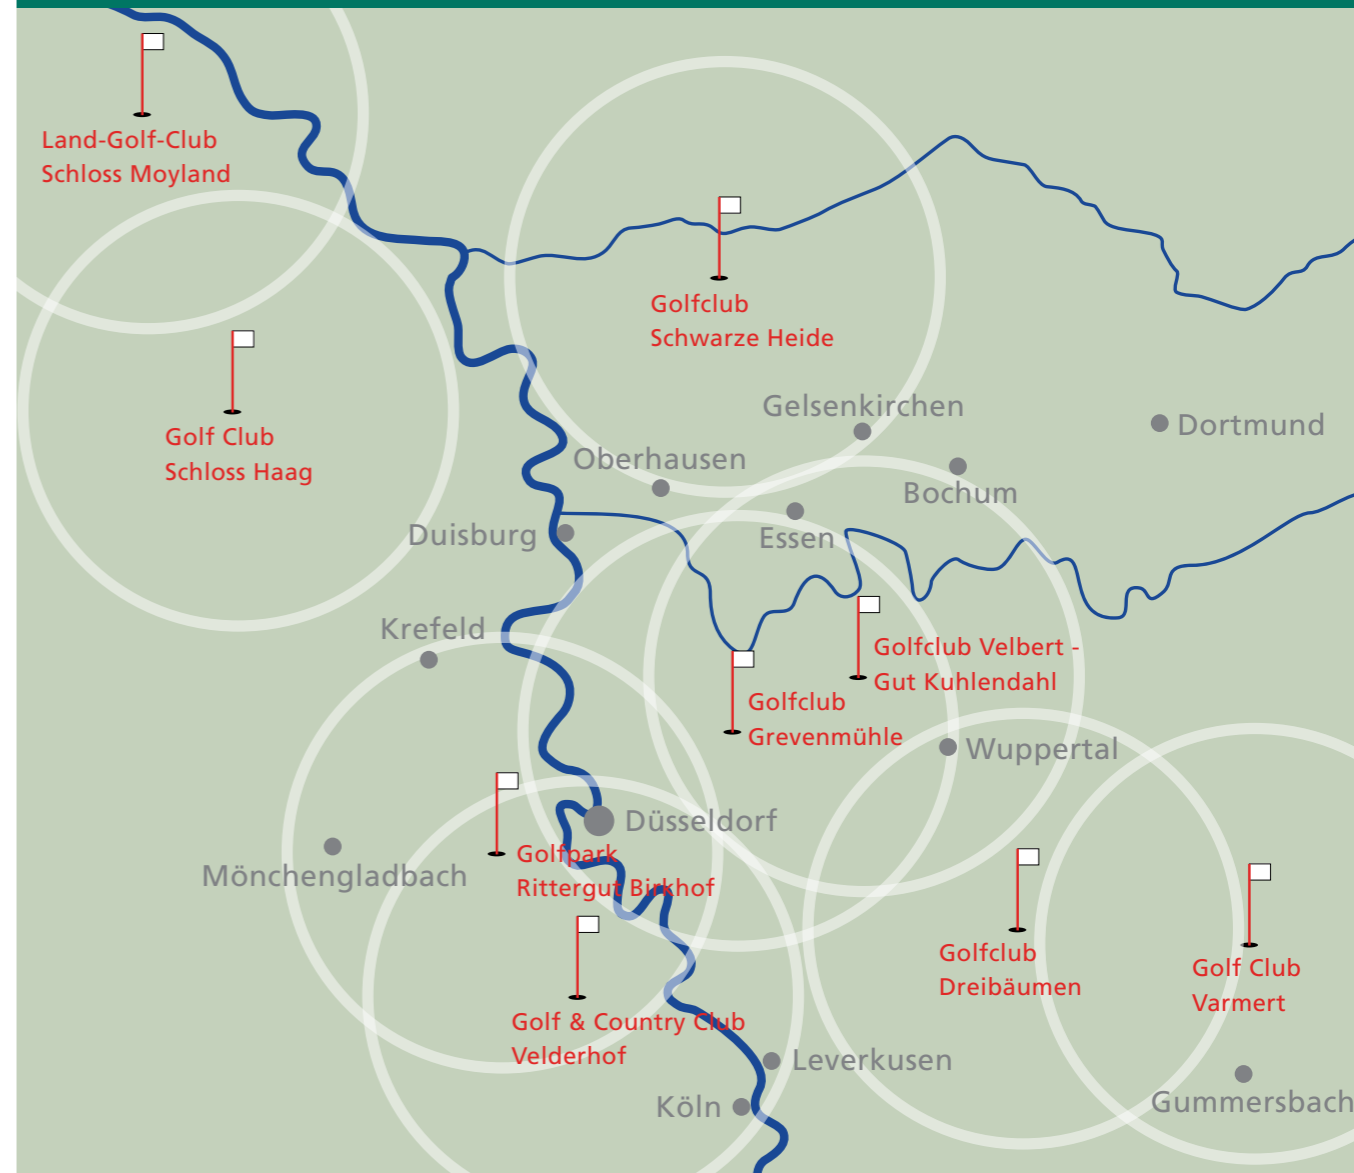 Land-Golf-Club
Schloss Moyland
Golfclub
Schwarze Heide
Golf Club
Schloss Haag
Gelsenkirchen
Dortmund
Oberhausen
Bochum
Duisburg
Essen
Krefeld
Golfclub Velbert -
Gut Kuhlendahl
Golfclub
Grevenmühle
Wuppertal
Düsseldorf
Mönchengladbach
Golfpark
Rittergut Birkhof
Golfclub
Dreibäumen
Golf Club
Varmert
Golf & Country Club
Velderhof
Leverkusen
Köln
Gummersbach